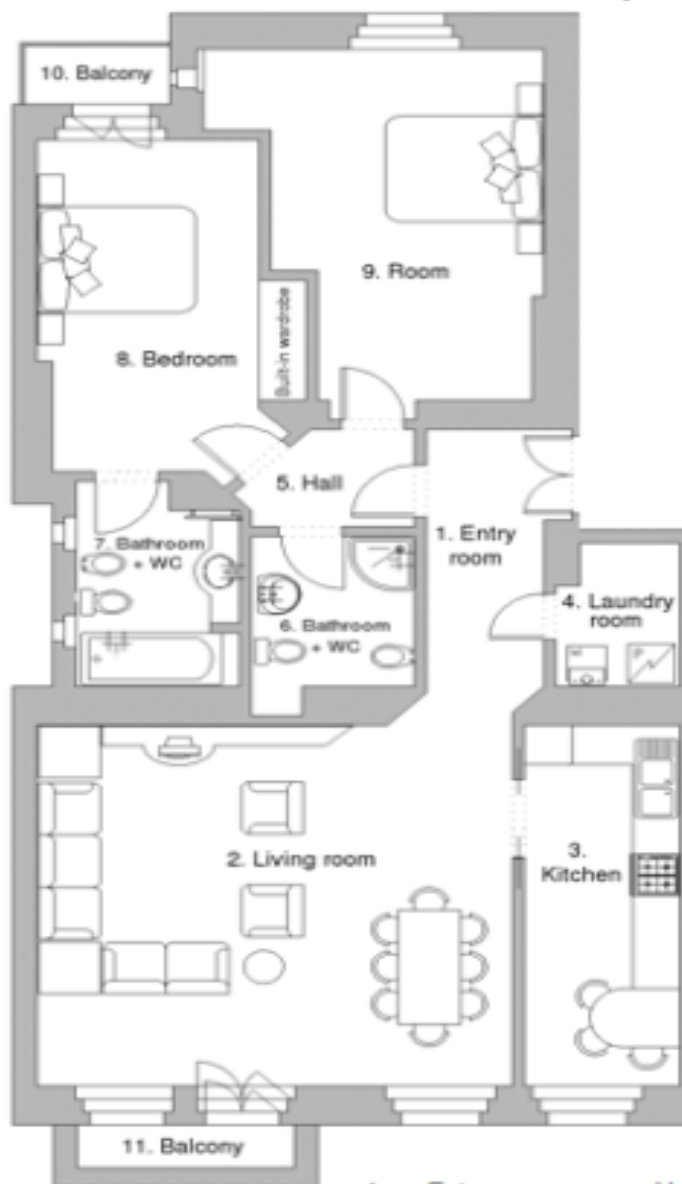 10. Balcony
9. Room
8. Bedroom
Built-in wardrobe
5. Hall
1. Entry
room
7. Bathroom
+ WC
4. Laundry
room
6. Bathroom
+ WC
2. Living room
3.
Kitchen
11. Balcony